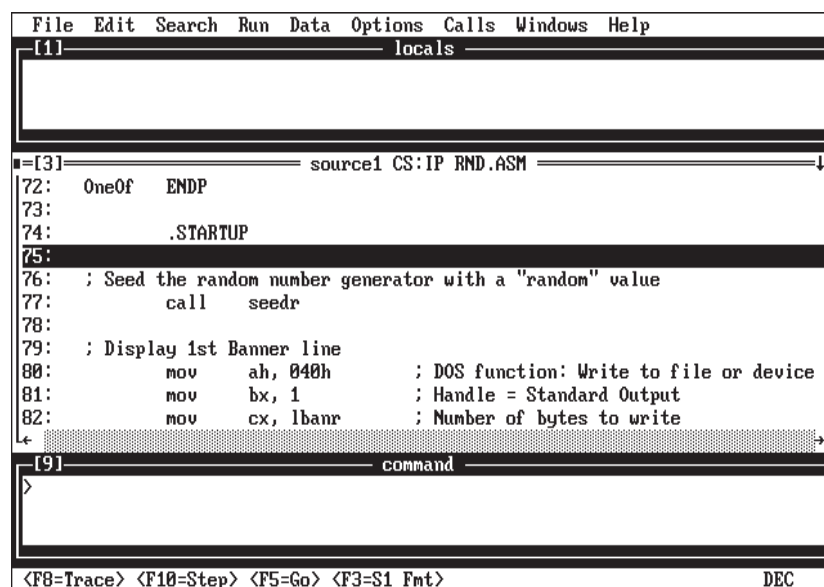 File Edit Search Run Data Options Calls Windows Help
[1] locals
[3] source1 CS:IP RND.ASM
72: OneOf ENDP
73:
74: .STARTUP
75:
76: ; Seed the random number generator with a "random" value
77: call seedr
78:
79: ; Display 1st Banner line
80: mov ah, 040h ; DOS function: Write to file or device
81: mov bx, 1 ; Handle = Standard Output
82: mov cx, lbanr ; Number of bytes to write
[9] command
>
<F8=Trace> <F10=Step> <F5=Go> <F3=S1 Fmt> DEC